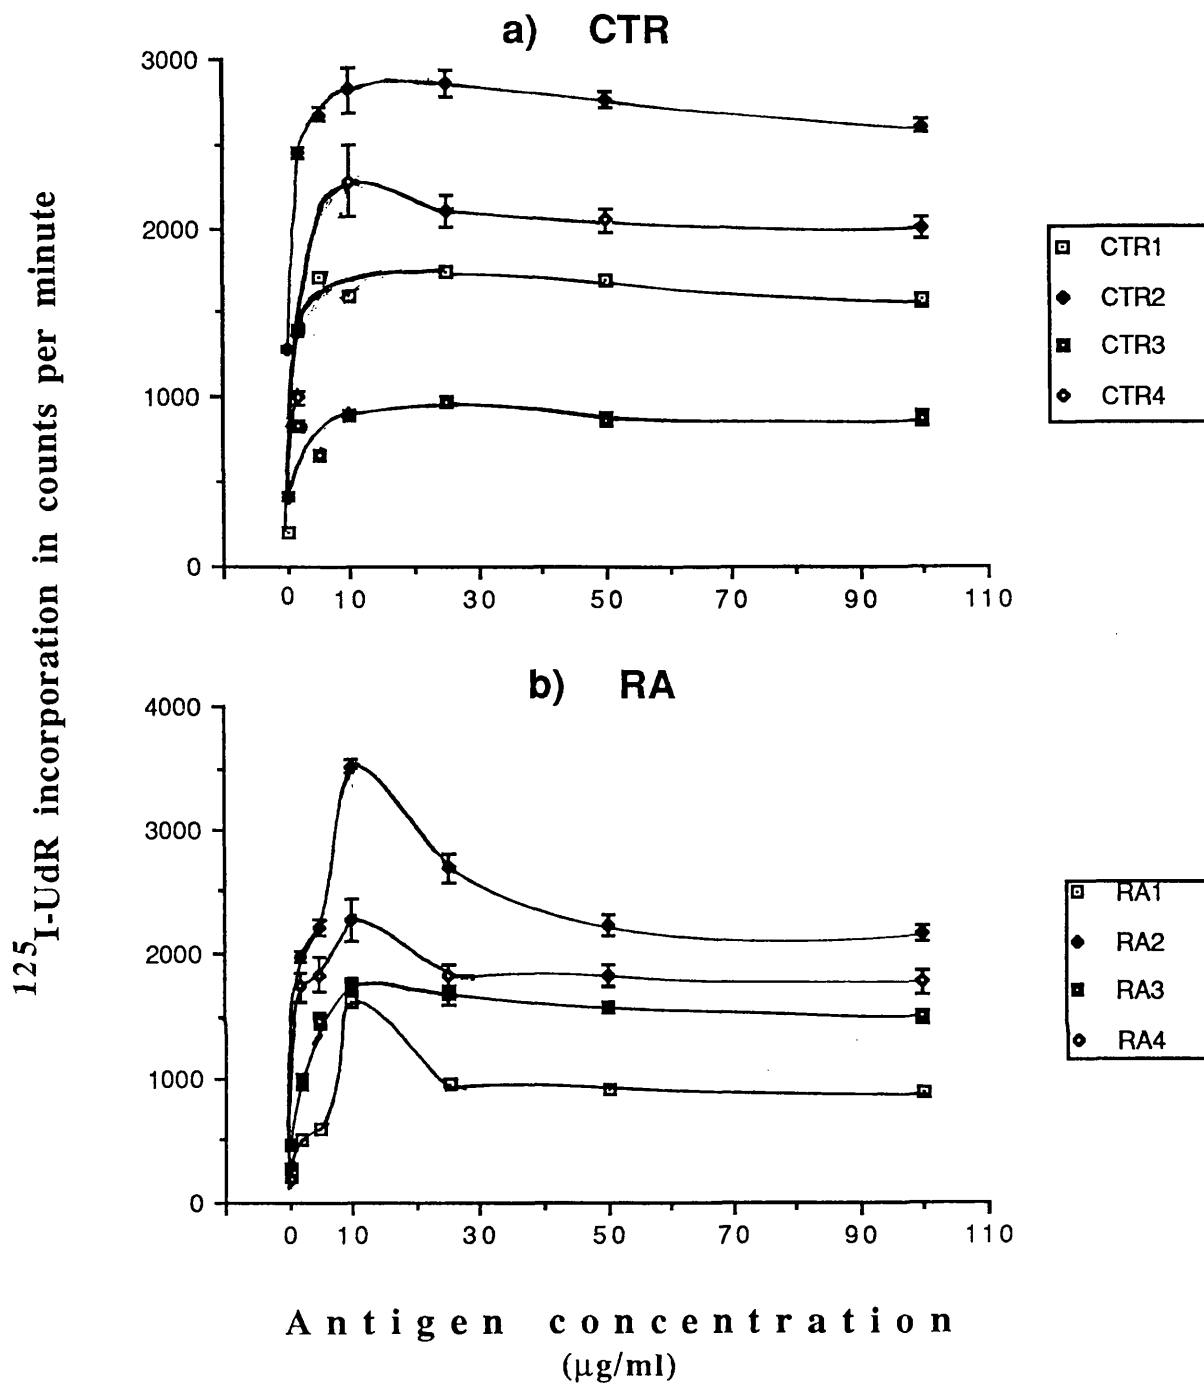 a) CTR
3000
2000
1000
0
0 10 30 50 70 90 110
CTR1
CTR2
CTR3
CTR4
125I-UdR incorporation in counts per minute
b) RA
4000
3000
2000
1000
0
0 10 30 50 70 90 110
RA1
RA2
RA3
RA4
Antigen concentration
(µg/ml)